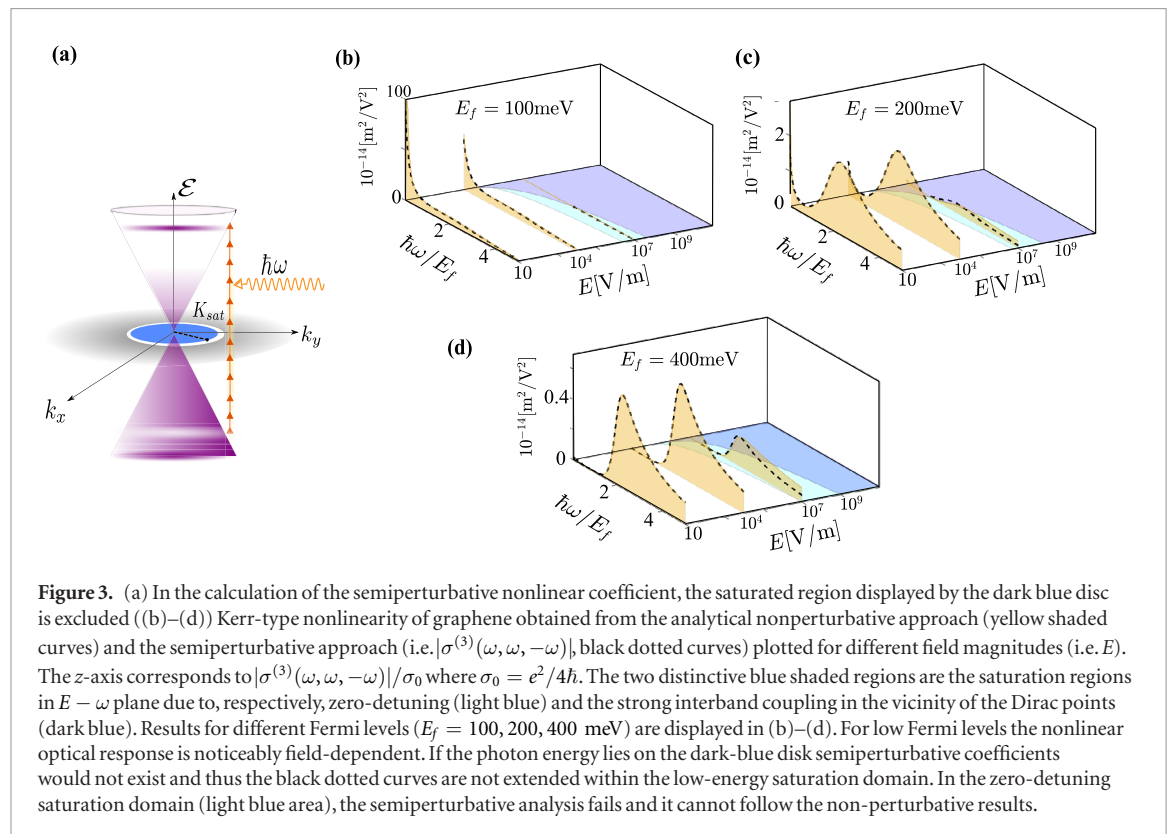 (a)
ℰ
ħω
K_sat
k_y
k_x
(b)
100
E_f = 100meV
10^−14[m^2/V^2]
0
2
ħω/E_f
4
10
10^4
10^7
10^9
E[V/m]
(c)
E_f = 200meV
10^−14[m^2/V^2]
2
0
2
ħω/E_f
4
10
10^4
10^7
10^9
E[V/m]
(d)
E_f = 400meV
10^−14[m^2/V^2]
0.4
0
2
ħω/E_f
4
10
10^4
10^7
10^9
E[V/m]
Figure 3. (a) In the calculation of the semiperturbative nonlinear coefficient, the saturated region displayed by the dark blue disc
is excluded ((b)–(d)) Kerr-type nonlinearity of graphene obtained from the analytical nonperturbative approach (yellow shaded
curves) and the semiperturbative approach (i.e. |σ^(3)(ω, ω, −ω)|, black dotted curves) plotted for different field magnitudes (i.e. E).
The z-axis corresponds to |σ^(3)(ω, ω, −ω)|/σ_0 where σ_0 = e^2/4ħ. The two distinctive blue shaded regions are the saturation regions
in E − ω plane due to, respectively, zero-detuning (light blue) and the strong interband coupling in the vicinity of the Dirac points
(dark blue). Results for different Fermi levels (E_f = 100, 200, 400 meV) are displayed in (b)–(d). For low Fermi levels the nonlinear
optical response is noticeably field-dependent. If the photon energy lies on the dark-blue disk semiperturbative coefficients
would not exist and thus the black dotted curves are not extended within the low-energy saturation domain. In the zero-detuning
saturation domain (light blue area), the semiperturbative analysis fails and it cannot follow the non-perturbative results.